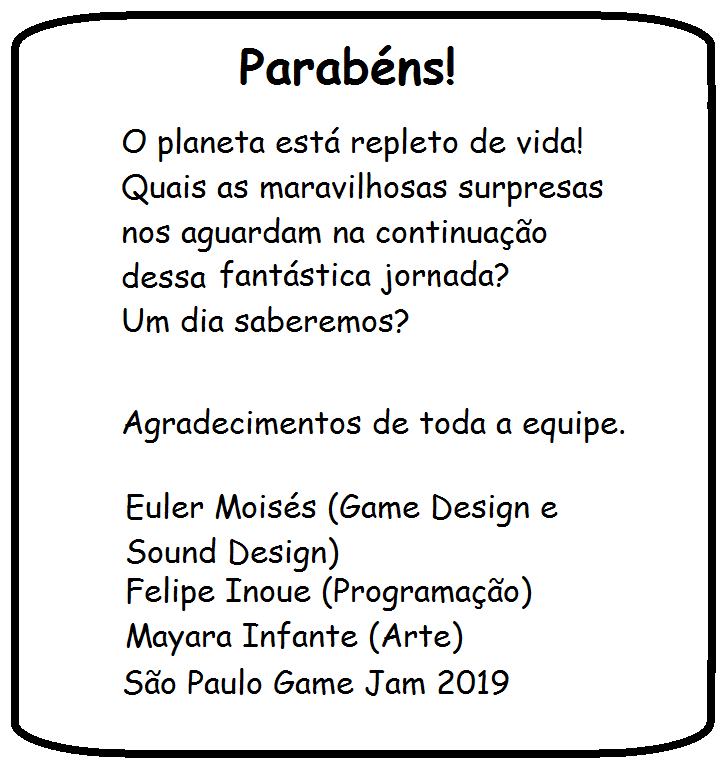 Parabéns!
O planeta está repleto de vida!
Quais as maravilhosas surpresas
nos aguardam na continuação
dessa fantástica jornada?
Um dia saberemos?
Agradecimentos de toda a equipe.
Euler Moisés (Game Design e
Sound Design)
Felipe Inoue (Programação)
Mayara Infante (Arte)
São Paulo Game Jam 2019